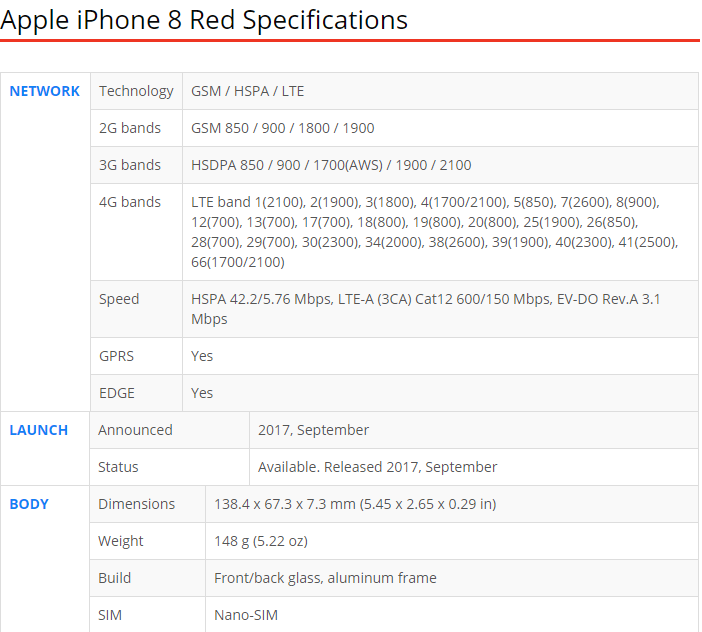 Apple iPhone 8 Red Specifications
NETWORK Technology GSM / HSPA / LTE
2G bands GSM 850 / 900 / 1800 / 1900
3G bands HSDPA 850 / 900 / 1700(AWS) / 1900 / 2100
4G bands LTE band 1(2100), 2(1900), 3(1800), 4(1700/2100), 5(850), 7(2600), 8(900),
12(700), 13(700), 17(700), 18(800), 19(800), 20(800), 25(1900), 26(850),
28(700), 29(700), 30(2300), 34(2000), 38(2600), 39(1900), 40(2300), 41(2500),
66(1700/2100)
Speed HSPA 42.2/5.76 Mbps, LTE-A (3CA) Cat12 600/150 Mbps, EV-DO Rev.A 3.1
Mbps
GPRS Yes
EDGE Yes
LAUNCH Announced 2017, September
Status Available. Released 2017, September
BODY Dimensions 138.4 x 67.3 x 7.3 mm (5.45 x 2.65 x 0.29 in)
Weight 148 g (5.22 oz)
Build Front/back glass, aluminum frame
SIM Nano-SIM